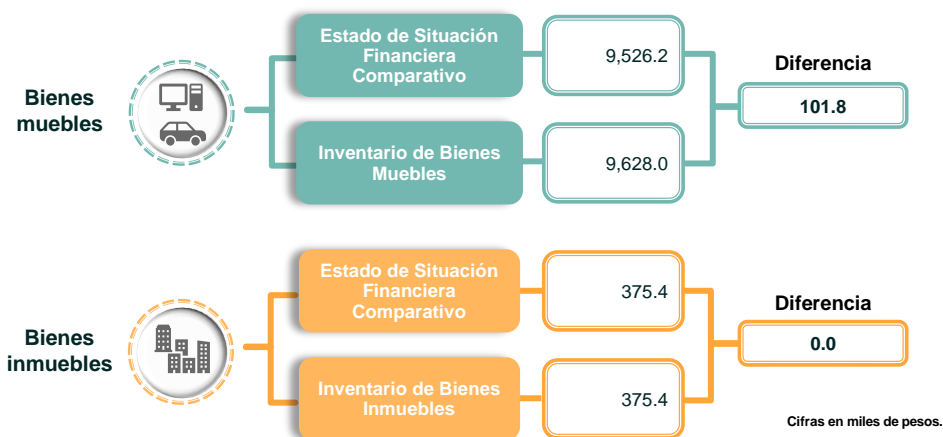 Bienes
muebles
Estado de Situación
Financiera
Comparativo
9,526.2
Inventario de Bienes
Muebles
9,628.0
Diferencia
101.8
Bienes
inmuebles
Estado de Situación
Financiera
Comparativo
375.4
Inventario de Bienes
Inmuebles
375.4
Diferencia
0.0
Cifras en miles de pesos.